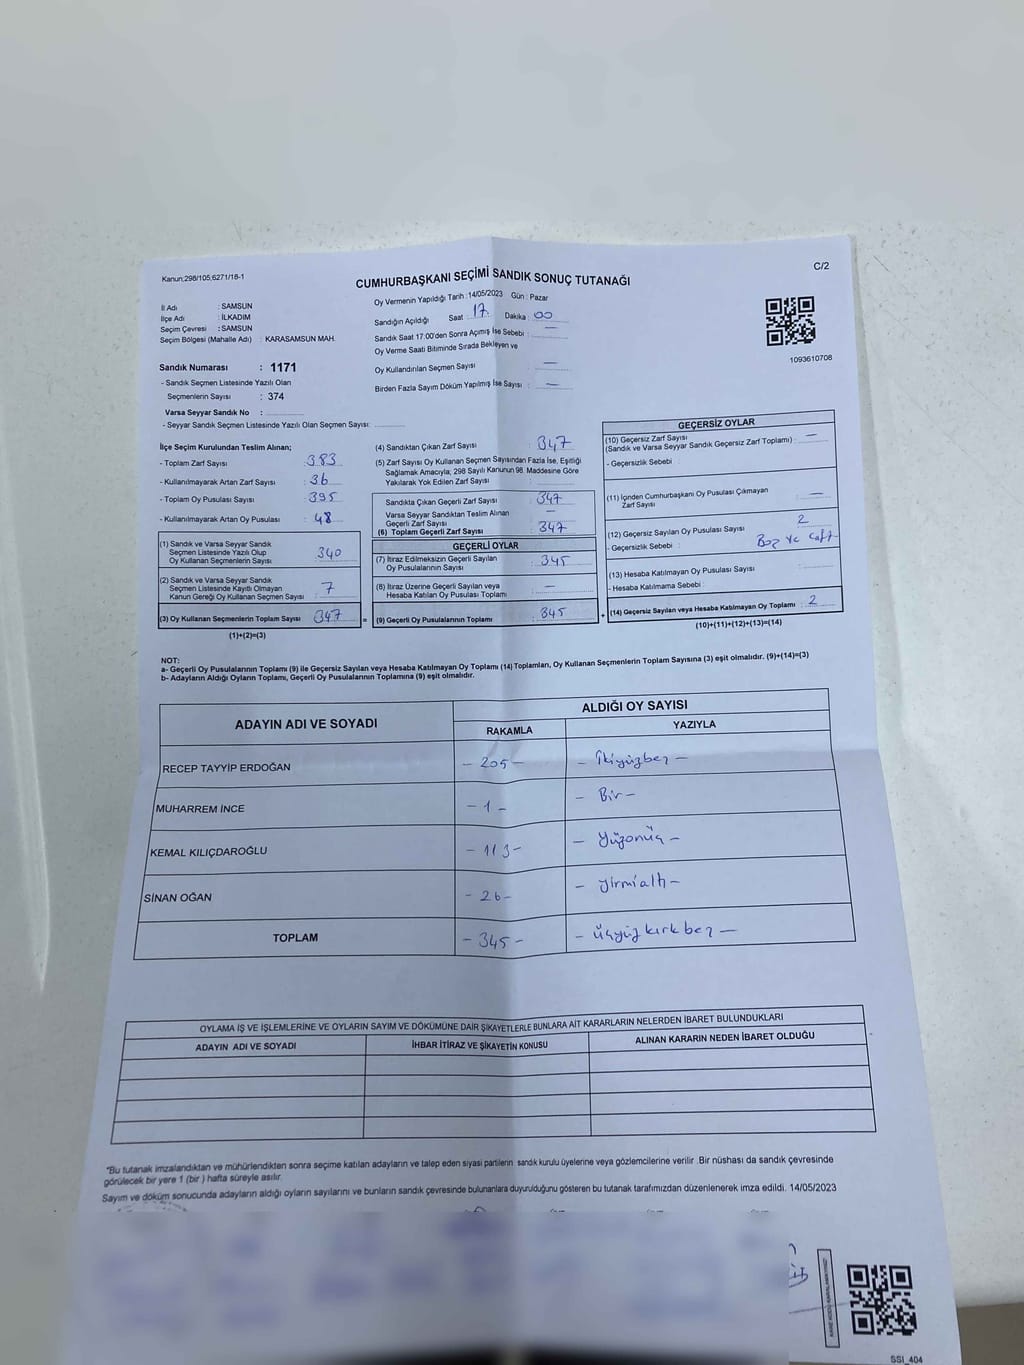 Kanun;298/105;6271/18-1
C/2
CUMHURBAŞKANI SEÇİMİ SANDIK SONUÇ TUTANAĞI
İl Adı : SAMSUN
İlçe Adı : İLKADIM
Seçim Çevresi : SAMSUN
Seçim Bölgesi (Mahalle Adı) : KARASAMSUN MAH.
Sandık Numarası : 1171
- Sandık Seçmen Listesinde Yazılı Olan
Seçmenlerin Sayısı : 374
Varsa Seyyar Sandık No :
- Seyyar Sandık Seçmen Listesinde Yazılı Olan Seçmen Sayısı:
Oy Vermenin Yapıldığı Tarih :14/05/2023 Gün : Pazar
Sandığın Açıldığı Saat : 17 Dakika : 00
Sandık Saat 17:00'den Sonra Açımış İse Sebebi : —
Oy Verme Saati Bitiminde Sırada Bekleyen ve
Oy Kullandırılan Seçmen Sayısı : —
Birden Fazla Sayım Döküm Yapılmış İse Sayısı : —
1093610708
İlçe Seçim Kurulundan Teslim Alınan;
- Toplam Zarf Sayısı : 383
- Kullanılmayarak Artan Zarf Sayısı : 36
- Toplam Oy Pusulası Sayısı : 395
- Kullanılmayarak Artan Oy Pusulası : 48
(1) Sandık ve Varsa Seyyar Sandık
Seçmen Listesinde Yazılı Olup
Oy Kullanan Seçmenlerin Sayısı : 340
(2) Sandık ve Varsa Seyyar Sandık
Seçmen Listesinde Kayıtlı Olmayan
Kanun Gereği Oy Kullanan Seçmen Sayısı : 7
(3) Oy Kullanan Seçmenlerin Toplam Sayısı : 347
(1)+(2)=(3)
(4) Sandıktan Çıkan Zarf Sayısı : 347
(5) Zarf Sayısı Oy Kullanan Seçmen Sayısından Fazla İse, Eşitliği
Sağlamak Amacıyla; 298 Sayılı Kanunun 98. Maddesine Göre
Yakılarak Yok Edilen Zarf Sayısı :
Sandıkta Çıkan Geçerli Zarf Sayısı : 347
Varsa Seyyar Sandıktan Teslim Alınan
Geçerli Zarf Sayısı : —
(6) Toplam Geçerli Zarf Sayısı : 347
GEÇERLİ OYLAR
(7) İtiraz Edilmeksizin Geçerli Sayılan
Oy Pusulalarının Sayısı : 345
(8) İtiraz Üzerine Geçerli Sayılan veya
Hesaba Katılan Oy Pusulası Toplamı : —
= (9) Geçerli Oy Pusulalarının Toplamı : 345
GEÇERSİZ OYLAR
(10) Geçersiz Zarf Sayısı
(Sandık ve Varsa Seyyar Sandık Geçersiz Zarf Toplamı) : —
- Geçersizlik Sebebi :
(11) İçinden Cumhurbaşkanı Oy Pusulası Çıkmayan
Zarf Sayısı : —
(12) Geçersiz Sayılan Oy Pusulası Sayısı : 2
- Geçersizlik Sebebi : Boş ve Çift
(13) Hesaba Katılmayan Oy Pusulası Sayısı :
- Hesaba Katılmama Sebebi :
+ (14) Geçersiz Sayılan veya Hesaba Katılmayan Oy Toplamı : 2
(10)+(11)+(12)+(13)=(14)
NOT:
a- Geçerli Oy Pusulalarının Toplamı (9) ile Geçersiz Sayılan veya Hesaba Katılmayan Oy Toplamı (14) Toplamları, Oy Kullanan Seçmenlerin Toplam Sayısına (3) eşit olmalıdır. (9)+(14)=(3)
b- Adayların Aldığı Oyların Toplamı, Geçerli Oy Pusulalarının Toplamına (9) eşit olmalıdır.
ADAYIN ADI VE SOYADI
ALDIĞI OY SAYISI
RAKAMLA YAZIYLA
RECEP TAYYİP ERDOĞAN - 205 - - İkiyüzbeş -
MUHARREM İNCE - 1 - - Bir -
KEMAL KILIÇDAROĞLU - 113 - - Yüzonüç -
SİNAN OĞAN - 26 - - Yirmialtı -
TOPLAM - 345 - - üçyüzkırkbeş -
OYLAMA İŞ VE İŞLEMLERİNE VE OYLARIN SAYIM VE DÖKÜMÜNE DAİR ŞİKAYETLERLE BUNLARA AİT KARARLARIN NELERDEN İBARET BULUNDUKLARI
ADAYIN ADI VE SOYADI İHBAR İTİRAZ VE ŞİKAYETİN KONUSU ALINAN KARARIN NEDEN İBARET OLDUĞU
*Bu tutanak imzalandıktan ve mühürlendikten sonra seçime katılan adayların ve talep eden siyasi partilerin sandık kurulu üyelerine veya gözlemcilerine verilir .Bir nüshası da sandık çevresinde
görülecek bir yere 1 (bir ) hafta süreyle asılır.
Sayım ve döküm sonucunda adayların aldığı oyların sayılarını ve bunların sandık çevresinde bulunanlara duyurulduğunu gösteren bu tutanak tarafımızdan düzenlenerek imza edildi. 14/05/2023
SSI_404